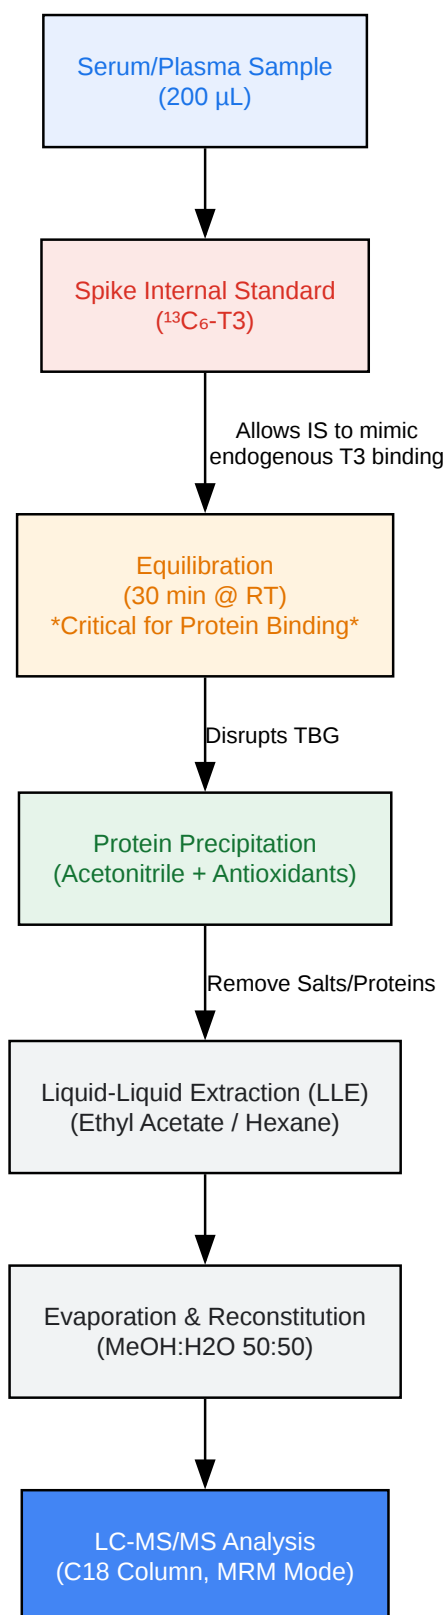 Serum/Plasma Sample
(200 µL)
Spike Internal Standard
(¹³C₆-T3)
Allows IS to mimic
endogenous T3 binding
Equilibration
(30 min @ RT)
*Critical for Protein Binding*
Disrupts TBG
Protein Precipitation
(Acetonitrile + Antioxidants)
Remove Salts/Proteins
Liquid-Liquid Extraction (LLE)
(Ethyl Acetate / Hexane)
Evaporation & Reconstitution
(MeOH:H2O 50:50)
LC-MS/MS Analysis
(C18 Column, MRM Mode)